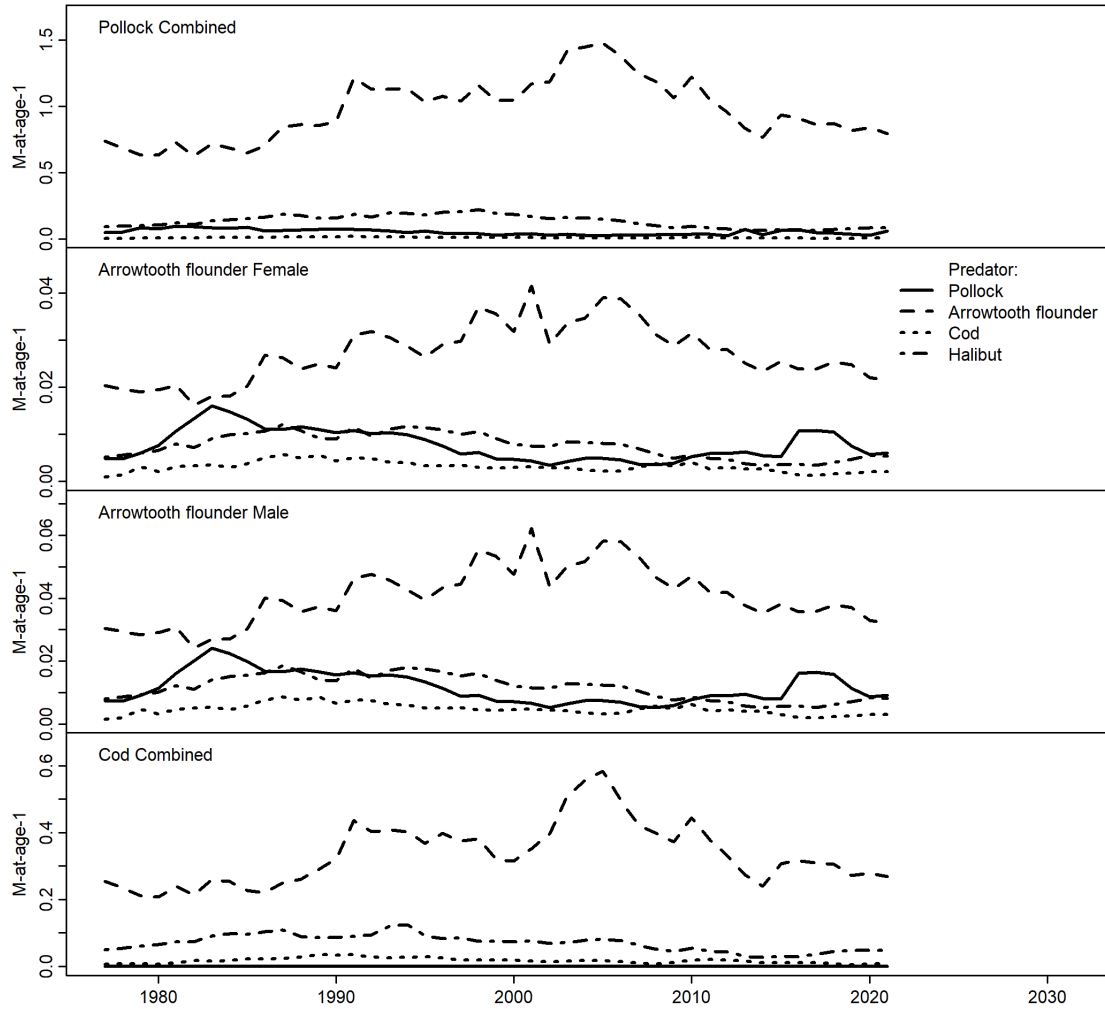 Pollock Combined
M-at-age-1
0.0
0.5
1.0
1.5
Arrowtooth flounder Female
M-at-age-1
0.00
0.02
0.04
Predator:
Pollock
Arrowtooth flounder
Cod
Halibut
Arrowtooth flounder Male
M-at-age-1
0.00
0.02
0.04
0.06
Cod Combined
M-at-age-1
0.0
0.2
0.4
0.6
1980
1990
2000
2010
2020
2030